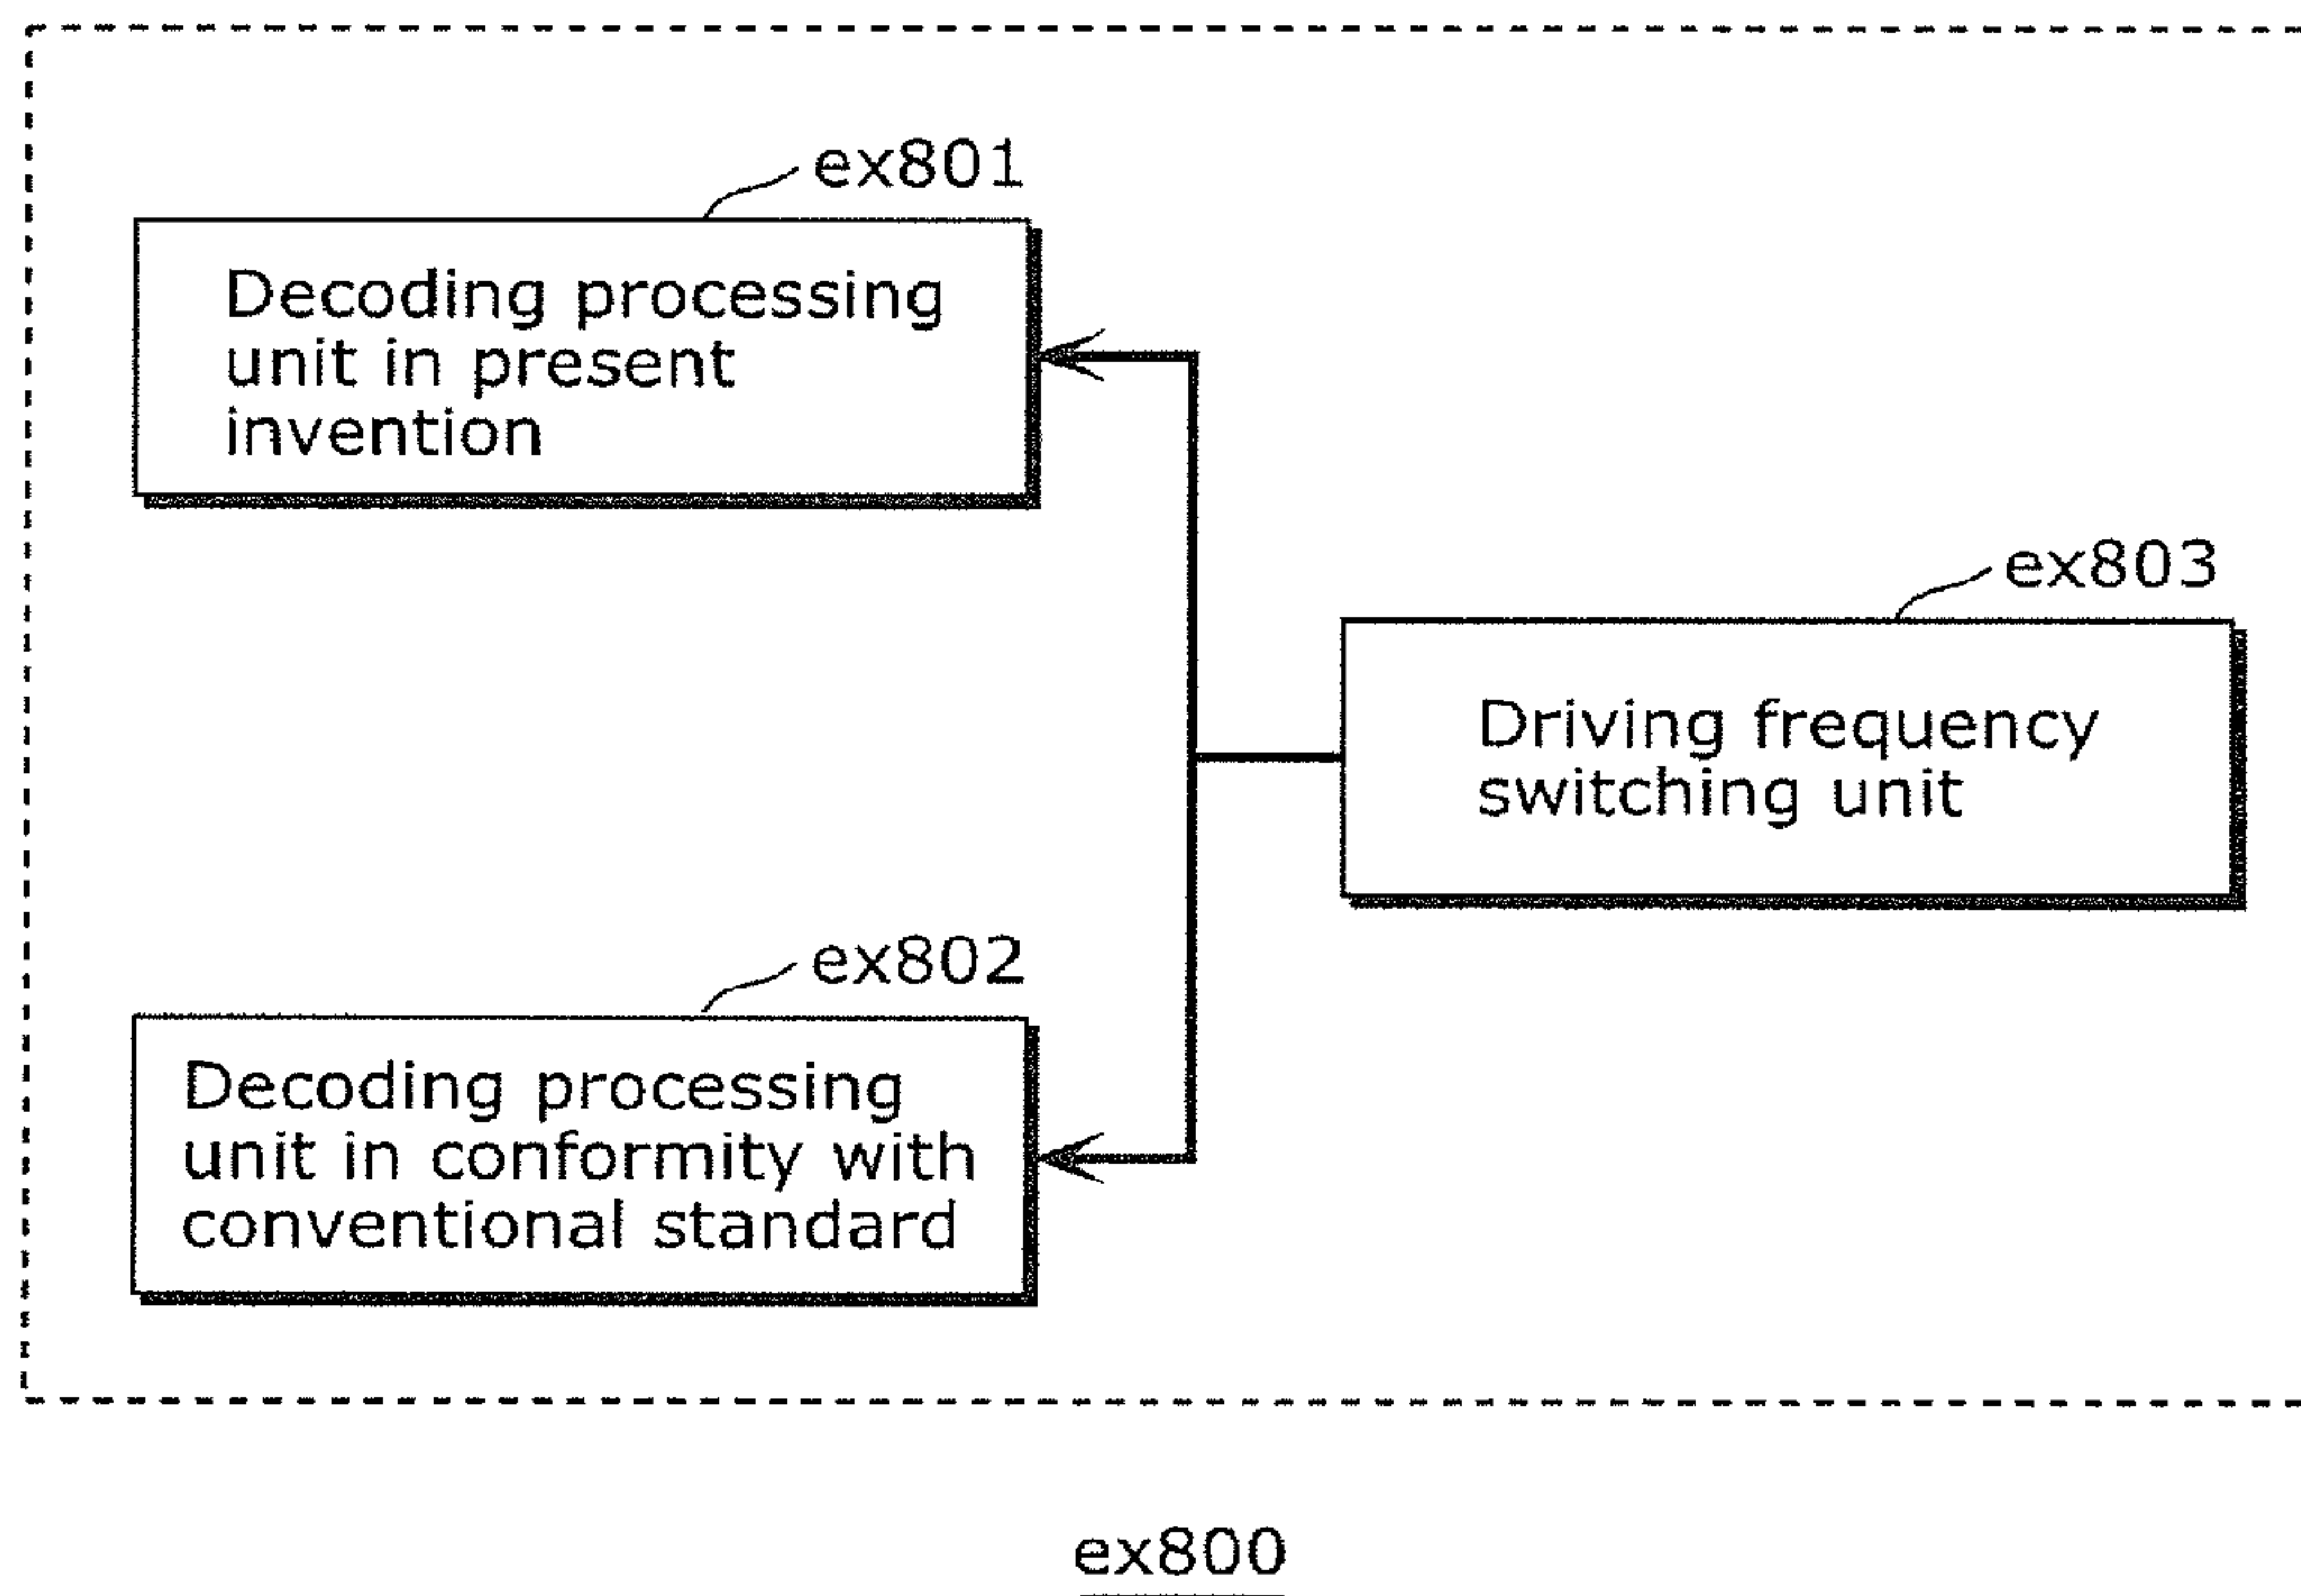 ex801
Decoding processing
unit in present
invention
ex803
Driving frequency
switching unit
ex802
Decoding processing
unit in conformity with
conventional standard
ex800